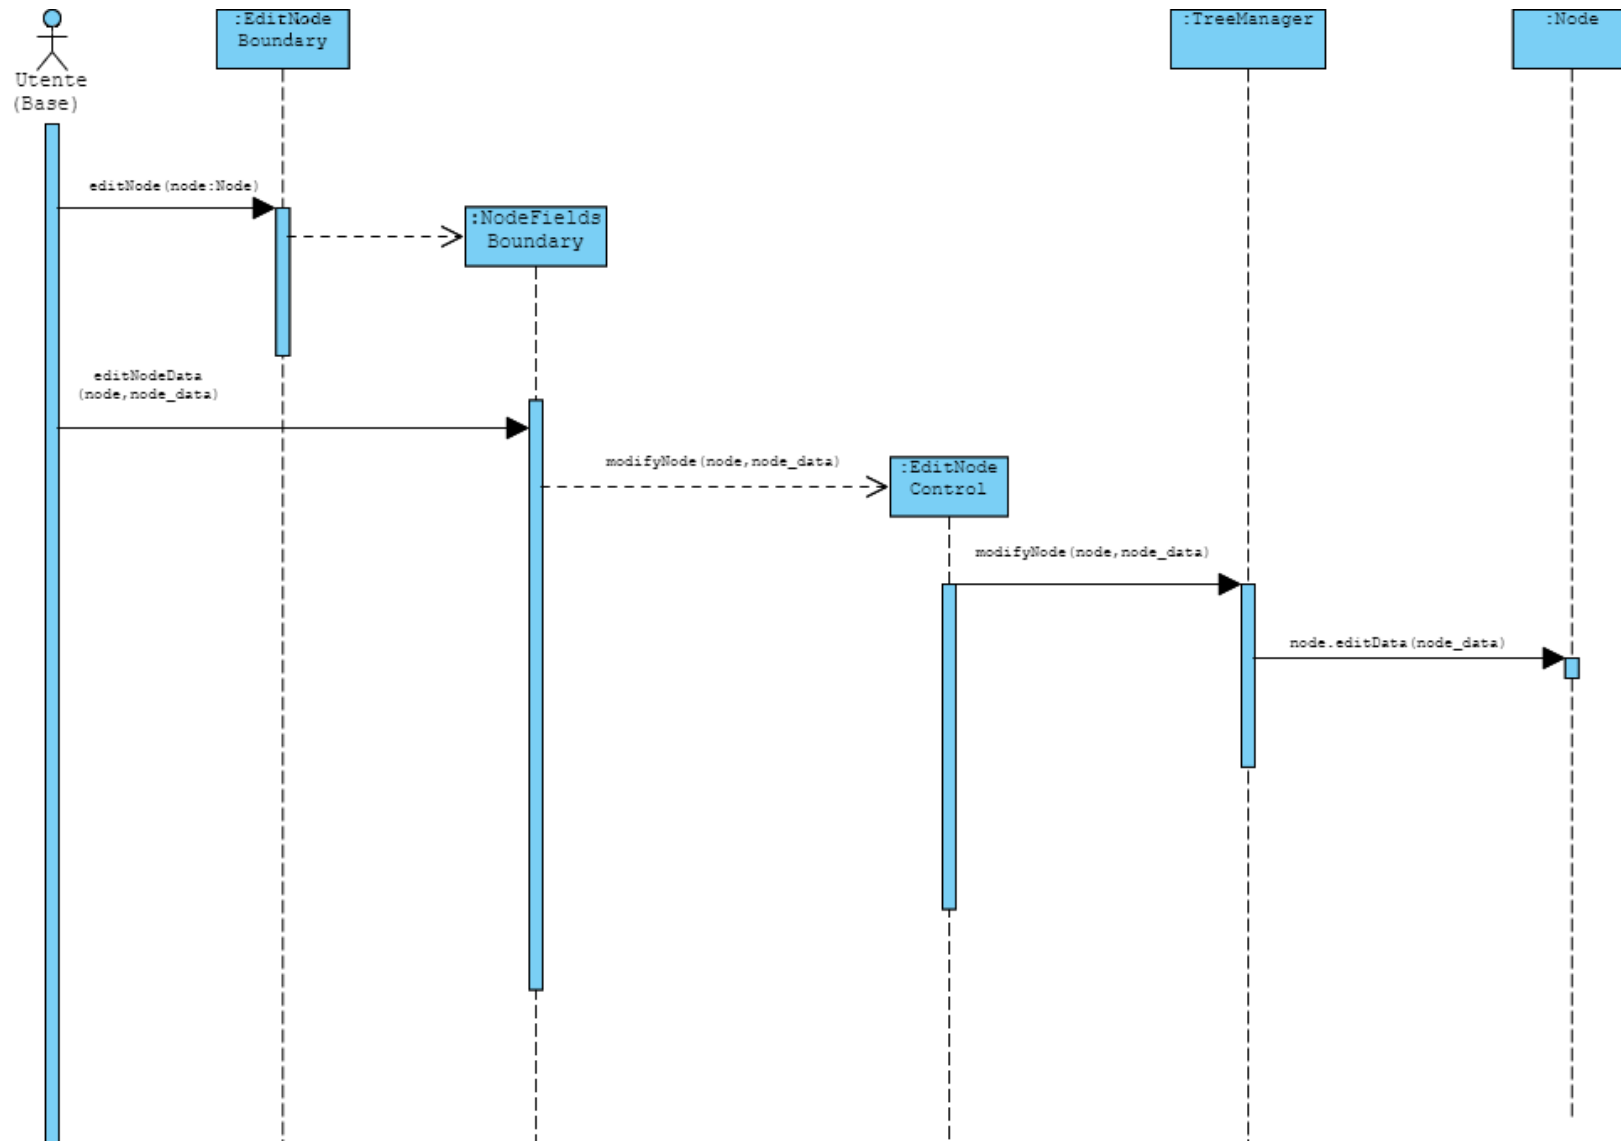 :EditNode
Boundary
:TreeManager
:Node
Utente
(Base)
editNode(node:Node)
:NodeFields
Boundary
editNodeData
(node,node_data)
modifyNode(node,node_data)
:EditNode
Control
modifyNode(node,node_data)
node.editData(node_data)